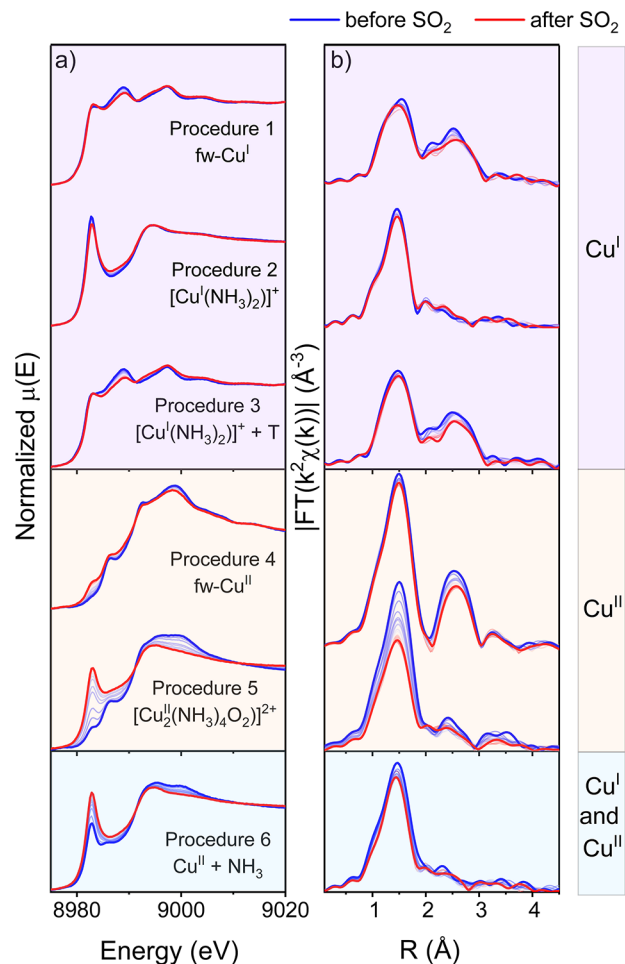 before SO₂ after SO₂
a)
Procedure 1
fw-Cuᴵ
Procedure 2
[Cuᴵ(NH₃)₂)]⁺
Procedure 3
[Cuᴵ(NH₃)₂)]⁺ + T
Procedure 4
fw-Cuᴵᴵ
Procedure 5
[Cu₂ᴵᴵ(NH₃)₄O₂)]²⁺
Procedure 6
Cuᴵᴵ + NH₃
Normalized μ(E)
8980 9000 9020
Energy (eV)
b)
|FT(k²χ(k))| (Å⁻³)
1 2 3 4
R (Å)
Cuᴵ
Cuᴵᴵ
Cuᴵ
and
Cuᴵᴵ